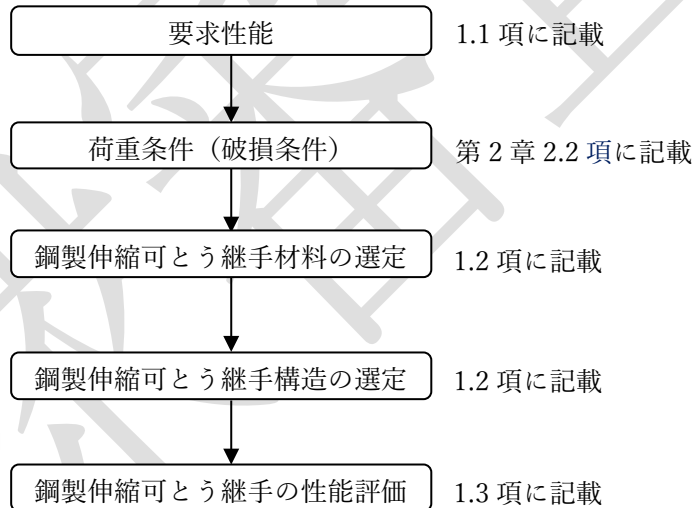 要求性能 1.1 項に記載
荷重条件（破損条件） 第 2 章 2.2 項に記載
鋼製伸縮可とう継手材料の選定 1.2 項に記載
鋼製伸縮可とう継手構造の選定 1.2 項に記載
鋼製伸縮可とう継手の性能評価 1.3 項に記載